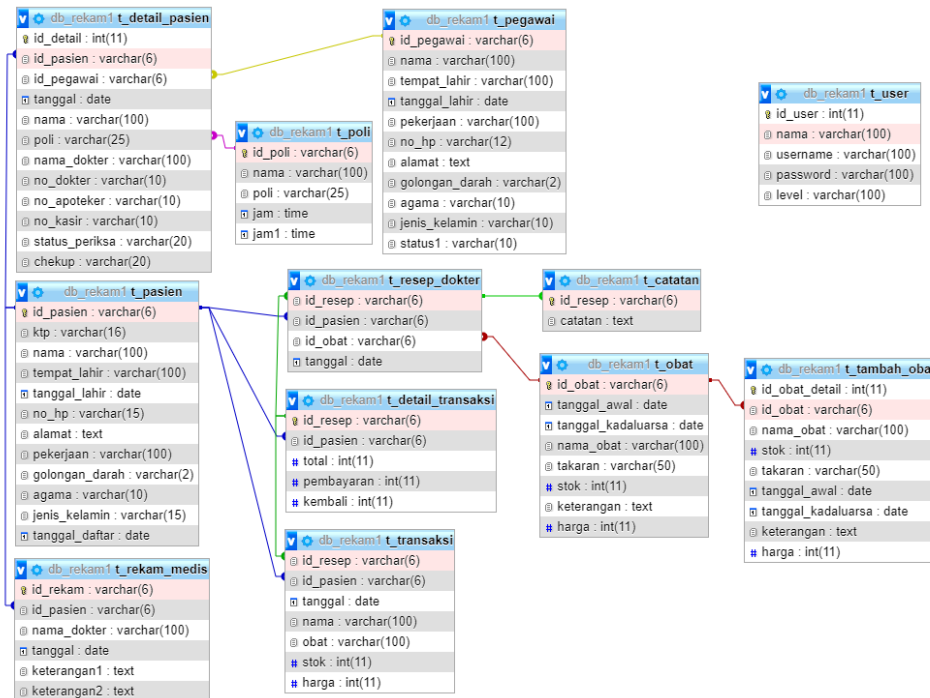 db_rekam1 t_detail_pasien
id_detail : int(11)
id_pasien : varchar(6)
id_pegawai : varchar(6)
tanggal : date
nama : varchar(100)
poli : varchar(25)
nama_dokter : varchar(100)
no_dokter : varchar(10)
no_apoteker : varchar(10)
no_kasir : varchar(10)
status_periksa : varchar(20)
chekup : varchar(20)
db_rekam1 t_poli
id_poli : varchar(6)
nama : varchar(100)
poli : varchar(25)
jam : time
jam1 : time
db_rekam1 t_pegawai
id_pegawai : varchar(6)
nama : varchar(100)
tempat_lahir : varchar(100)
tanggal_lahir : date
pekerjaan : varchar(100)
no_hp : varchar(12)
alamat : text
golongan_darah : varchar(2)
agama : varchar(10)
jenis_kelamin : varchar(10)
status1 : varchar(10)
db_rekam1 t_user
id_user : int(11)
nama : varchar(100)
username : varchar(100)
password : varchar(100)
level : varchar(100)
db_rekam1 t_pasien
id_pasien : varchar(6)
ktp : varchar(16)
nama : varchar(100)
tempat_lahir : varchar(100)
tanggal_lahir : date
no_hp : varchar(15)
alamat : text
pekerjaan : varchar(100)
golongan_darah : varchar(2)
agama : varchar(10)
jenis_kelamin : varchar(15)
tanggal_daftar : date
db_rekam1 t_resep_dokter
id_resep : varchar(6)
id_pasien : varchar(6)
id_obat : varchar(6)
tanggal : date
db_rekam1 t_catatan
id_resep : varchar(6)
catatan : text
db_rekam1 t_detail_transaksi
id_resep : varchar(6)
id_pasien : varchar(6)
# total : int(11)
# pembayaran : int(11)
# kembali : int(11)
db_rekam1 t_obat
id_obat : varchar(6)
tanggal_awal : date
tanggal_kadaluarsa : date
nama_obat : varchar(100)
takaran : varchar(50)
# stok : int(11)
keterangan : text
# harga : int(11)
db_rekam1 t_tambah_oba
id_obat_detail : int(11)
id_obat : varchar(6)
nama_obat : varchar(100)
# stok : int(11)
takaran : varchar(50)
tanggal_awal : date
tanggal_kadaluarsa : date
keterangan : text
# harga : int(11)
db_rekam1 t_transaksi
id_resep : varchar(6)
id_pasien : varchar(6)
tanggal : date
nama : varchar(100)
obat : varchar(100)
# stok : int(11)
# harga : int(11)
db_rekam1 t_rekam_medis
id_rekam : varchar(6)
id_pasien : varchar(6)
nama_dokter : varchar(100)
tanggal : date
keterangan1 : text
keterangan2 : text